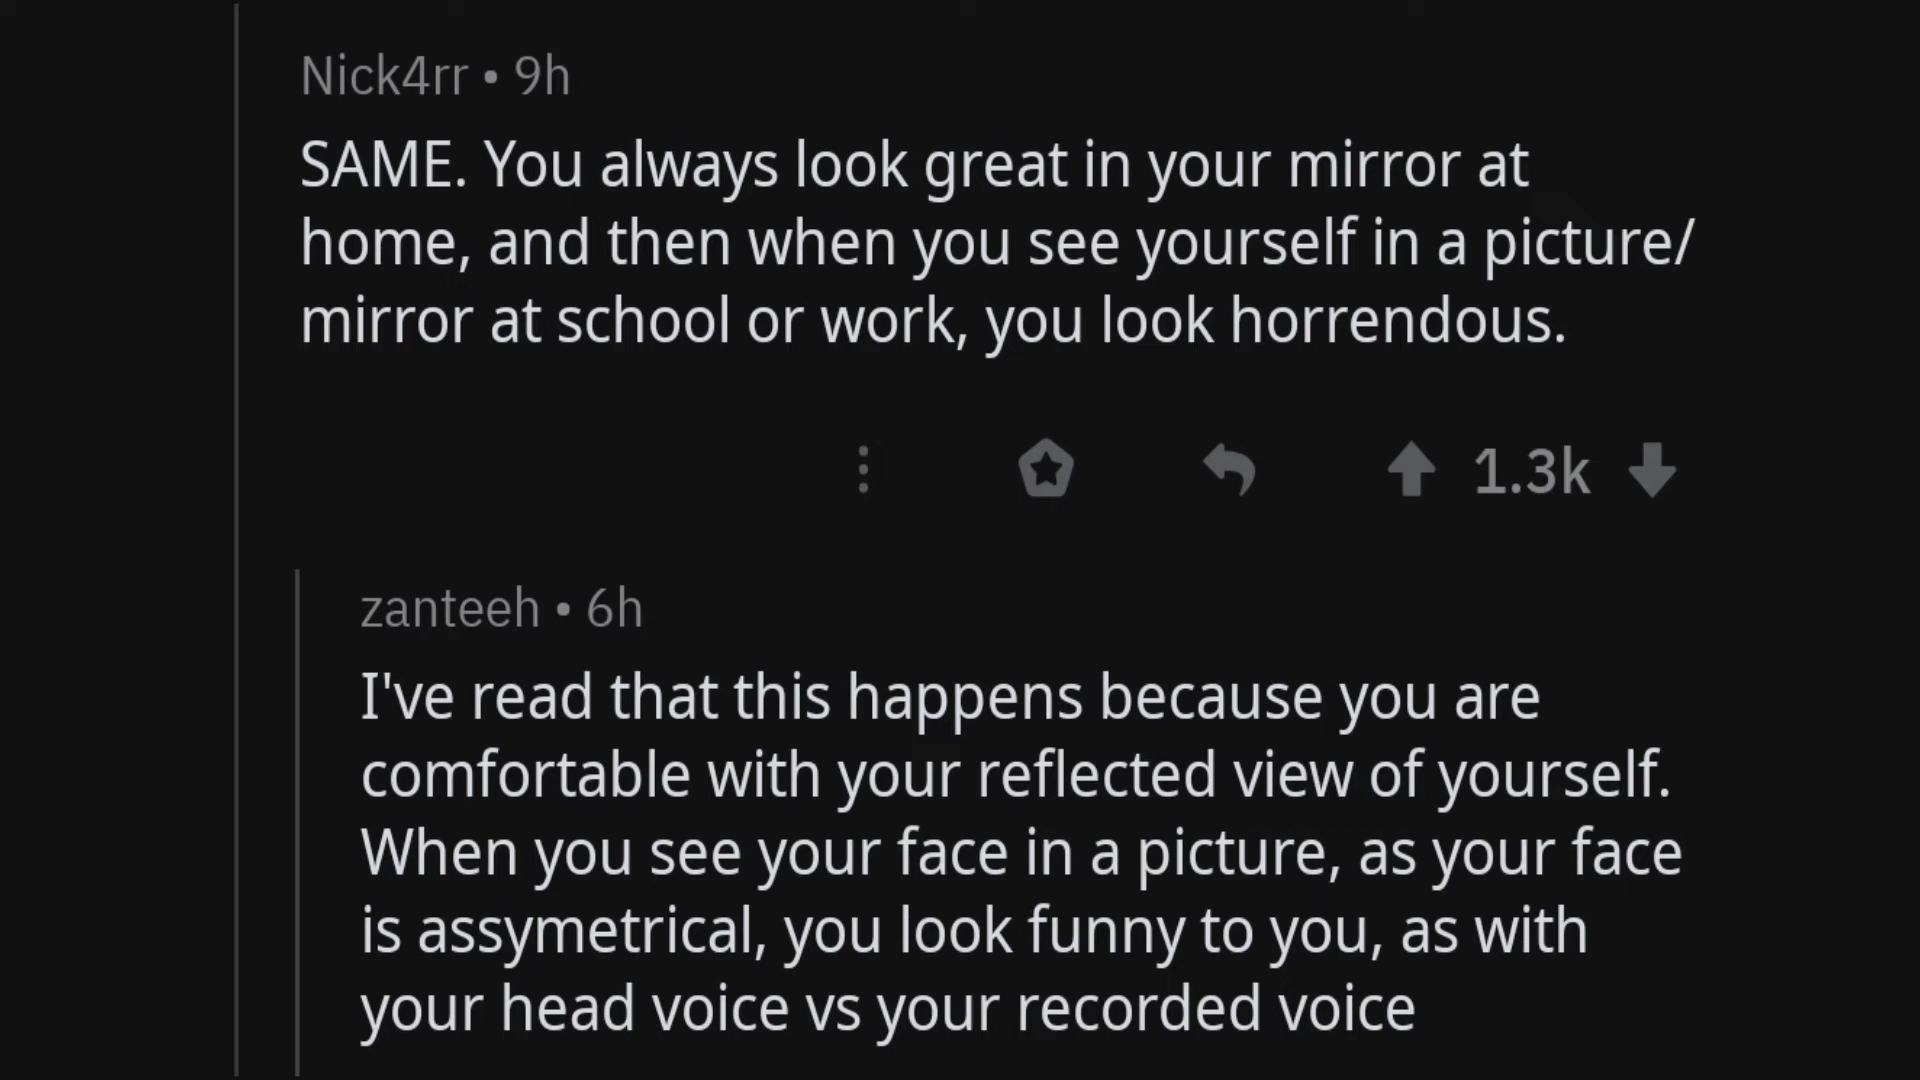 Nick4rr • 9h
SAME. You always look great in your mirror at
home, and then when you see yourself in a picture/
mirror at school or work, you look horrendous.
1.3k
zanteeh • 6h
I've read that this happens because you are
comfortable with your reflected view of yourself.
When you see your face in a picture, as your face
is assymetrical, you look funny to you, as with
your head voice vs your recorded voice